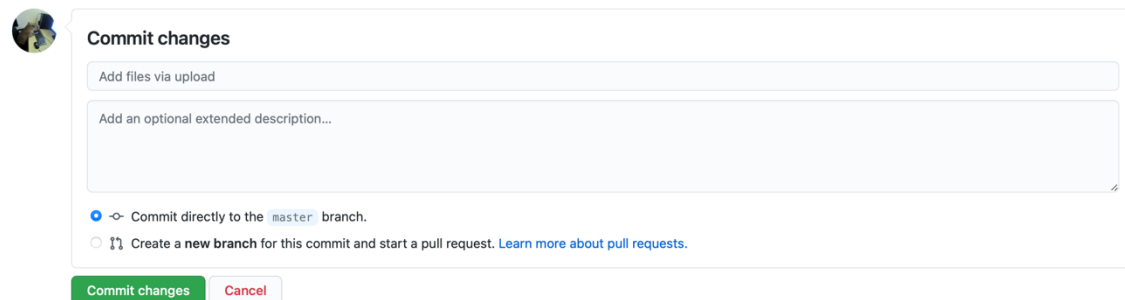 Commit changes
Add files via upload
Add an optional extended description...
Commit directly to the master branch.
Create a new branch for this commit and start a pull request. Learn more about pull requests.
Commit changes
Cancel